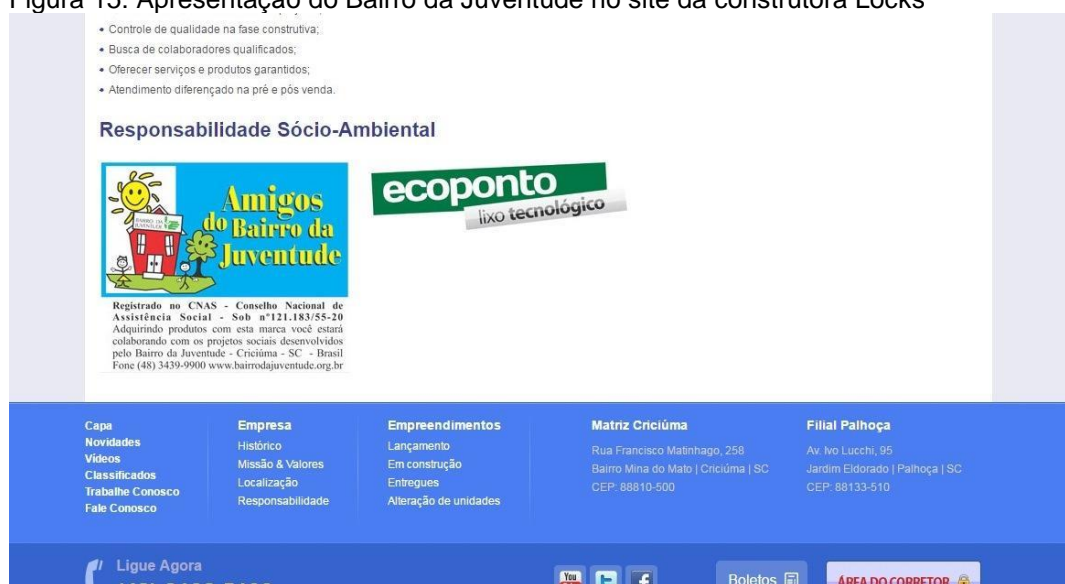 Figura 15: Apresentação do Bairro da Juventude no site da construtora Locks
• Controle de qualidade na fase construtiva;
• Busca de colaboradores qualificados;
• Oferecer serviços e produtos garantidos;
• Atendimento diferençado na pré e pós venda.
Responsabilidade Sócio-Ambiental
BAIRRO DA JUVENTUDE
Amigos
do Bairro da
Juventude
Registrado no CNAS - Conselho Nacional de
Assistência Social - Sob nº121.183/55-20
Adquirindo produtos com esta marca você estará
colaborando com os projetos sociais desenvolvidos
pelo Bairro da Juventude - Criciúma - SC - Brasil
Fone (48) 3439-9900 www.bairrodajuventude.org.br
ecoponto
lixo tecnológico
Capa
Novidades
Vídeos
Classificados
Trabalhe Conosco
Fale Conosco
Empresa
Histórico
Missão & Valores
Localização
Responsabilidade
Empreendimentos
Lançamento
Em construção
Entregues
Alteração de unidades
Matriz Criciúma
Rua Francisco Matinhago, 258
Bairro Mina do Mato | Criciúma | SC
CEP: 88810-500
Filial Palhoça
Av. Ivo Lucchi, 95
Jardim Eldorado | Palhoça | SC
CEP: 88133-510
Ligue Agora
You
Boletos
ÁREA DO CORRETOR